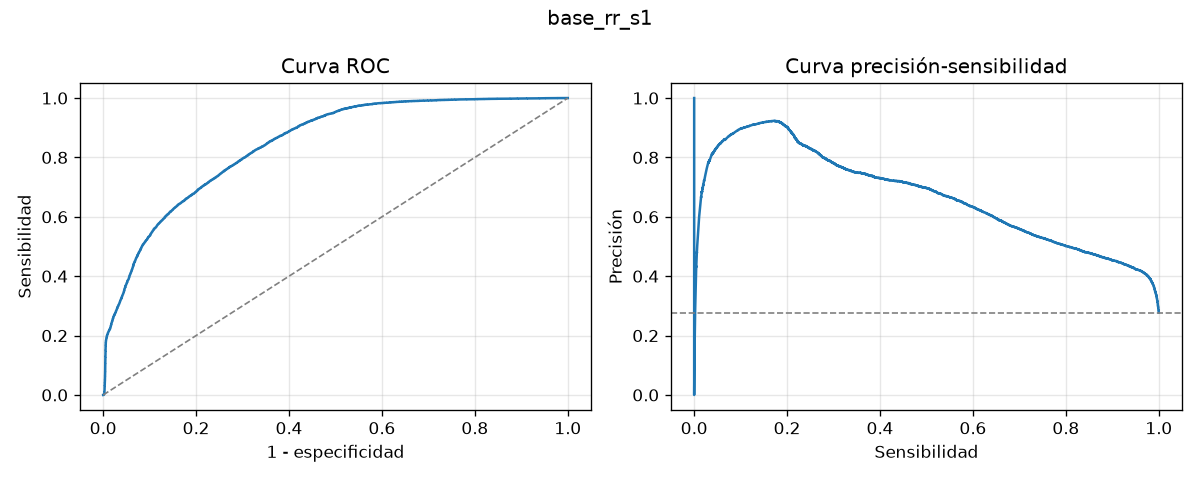 base_rr_s1
Curva ROC
Sensibilidad
1.0
0.8
0.6
0.4
0.2
0.0
0.0 0.2 0.4 0.6 0.8 1.0
1 - especificidad
Curva precisión-sensibilidad
Precisión
1.0
0.8
0.6
0.4
0.2
0.0
0.0 0.2 0.4 0.6 0.8 1.0
Sensibilidad